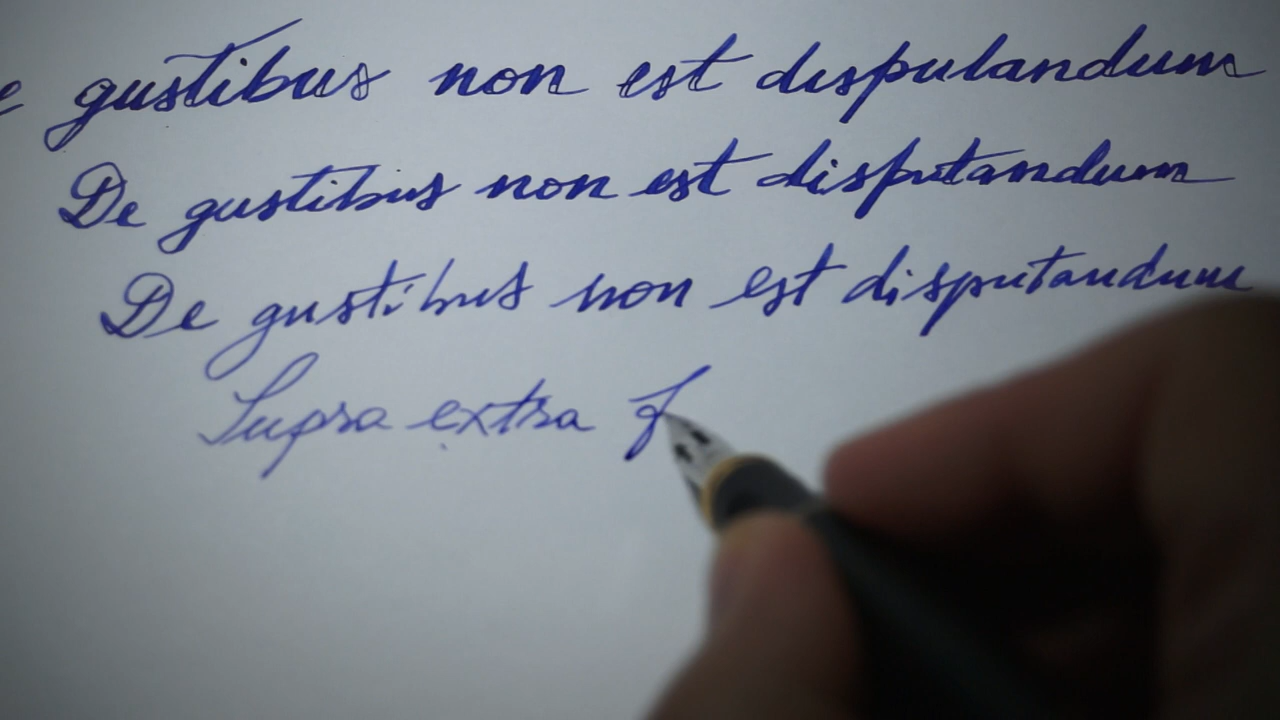 e gustibus non est disputandum
De gustibus non est disputandum
De gustibus non est disputandum
Supra extra f